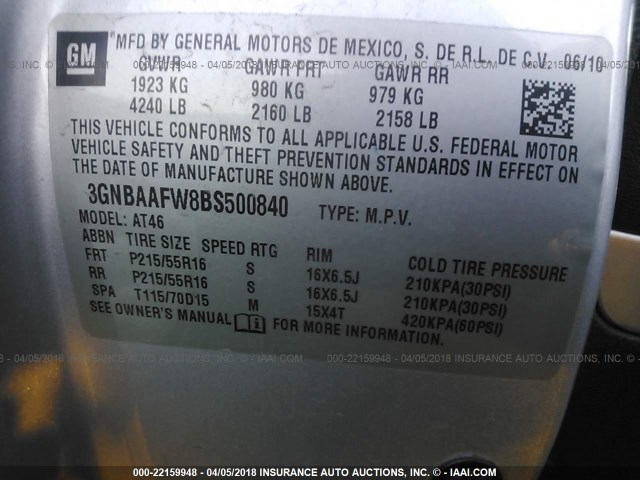 GM
MFD BY GENERAL MOTORS DE MEXICO, S. DE R.L. DE C.V. 06/10
GVWR GAWR FRT GAWR RR
1923 KG 980 KG 979 KG
4240 LB 2160 LB 2158 LB
THIS VEHICLE CONFORMS TO ALL APPLICABLE U.S. FEDERAL MOTOR
VEHICLE SAFETY AND THEFT PREVENTION STANDARDS IN EFFECT ON
THE DATE OF MANUFACTURE SHOWN ABOVE.
3GNBAAFW8BS500840 TYPE: M.P.V.
MODEL: AT46
ABBN TIRE SIZE SPEED RTG RIM COLD TIRE PRESSURE
FRT P215/55R16 S 16X6.5J 210KPA(30PSI)
RR P215/55R16 S 16X6.5J 210KPA(30PSI)
SPA T115/70D15 M 15X4T 420KPA(60PSI)
SEE OWNER'S MANUAL FOR MORE INFORMATION.
000-22159948 - 04/05/2018 INSURANCE AUTO AUCTIONS - IAAI.COM